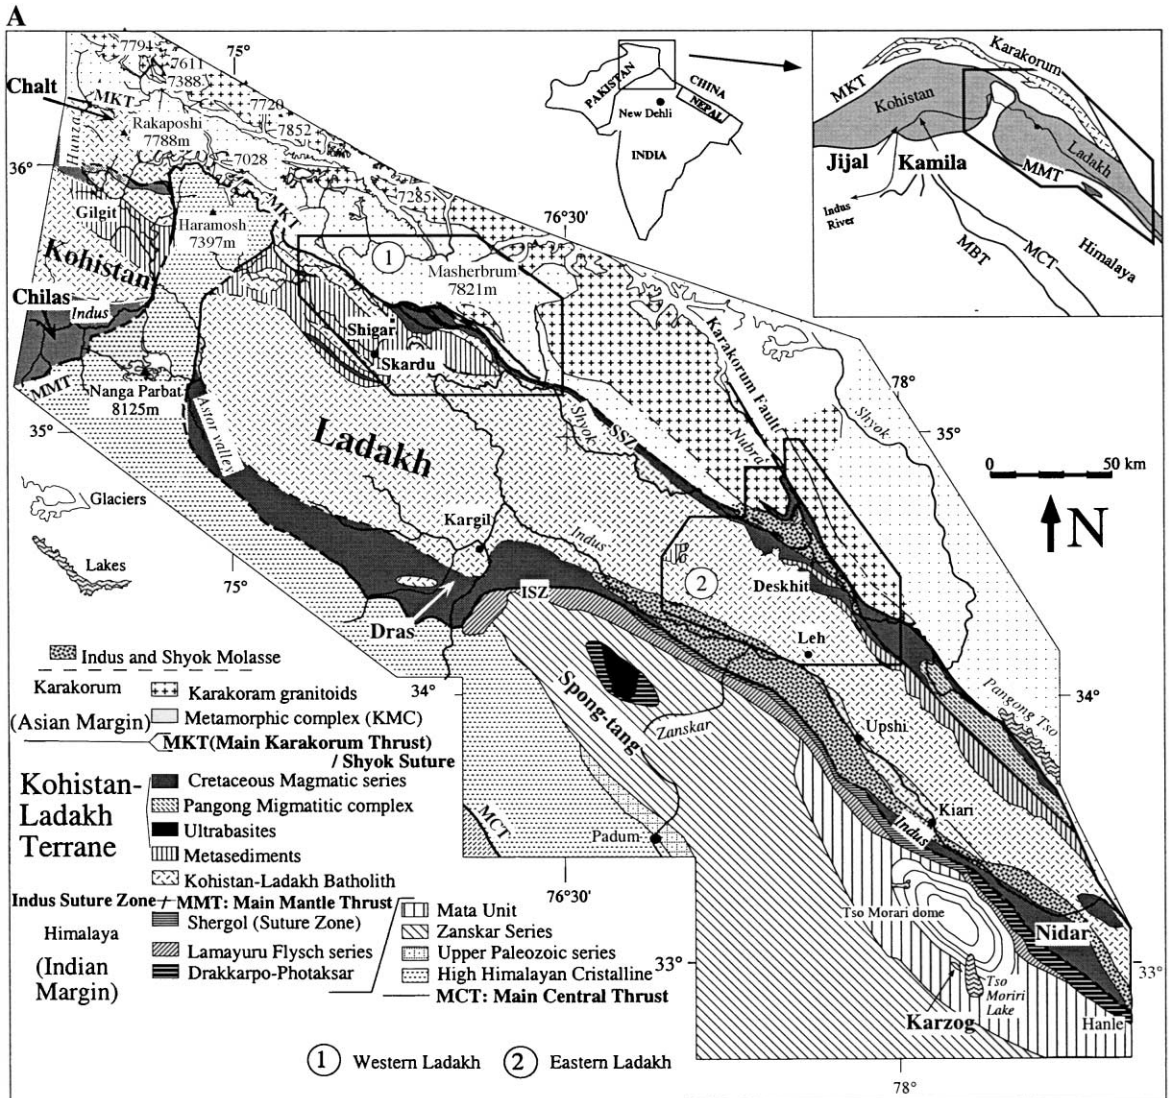 A
7794
7611
7388
75°
7720
7852
7028
7285
Chalt
MKT
Hunza
Rakaposhi
7788m
36°
Gilgit
Haramosh
7397m
MKT
76°30'
1
Masherbrum
7821m
Kohistan
Chilas
Indus
Shigar
Skardu
MMT
Nanga Parbat
8125m
Astor valley
35°
Ladakh
Shyok
SSZ
Karakorum Fault
Nubra
Shyok
78°
35°
0 50 km
N
Glaciers
Lakes
75°
Kargil
Indus
ISZ
Dras
2
Deskhit
Leh
34°
34°
Spong-tang
Zanskar
Upshi
Pangong Tso
MCT
Padum
Kiari
Indus
76°30'
Tso Morari dome
Nidar
33°
33°
Tso
Moriri
Lake
Karzog
Hanle
78°
PAKISTAN
CHINA
NEPAL
New Dehli
INDIA
Karakorum
MKT
Kohistan
Ladakh
Jijal
Kamila
MMT
Indus
River
MBT
MCT
Himalaya
Indus and Shyok Molasse
Karakorum
Karakoram granitoids
(Asian Margin)
Metamorphic complex (KMC)
MKT(Main Karakorum Thrust)
/ Shyok Suture
Kohistan-
Ladakh
Terrane
Cretaceous Magmatic series
Pangong Migmatitic complex
Ultrabasites
Metasediments
Kohistan-Ladakh Batholith
Indus Suture Zone / MMT: Main Mantle Thrust
Himalaya
(Indian
Margin)
Shergol (Suture Zone)
Lamayuru Flysch series
Drakkarpo-Photaksar
Mata Unit
Zanskar Series
Upper Paleozoic series
High Himalayan Cristalline
MCT: Main Central Thrust
1 Western Ladakh 2 Eastern Ladakh